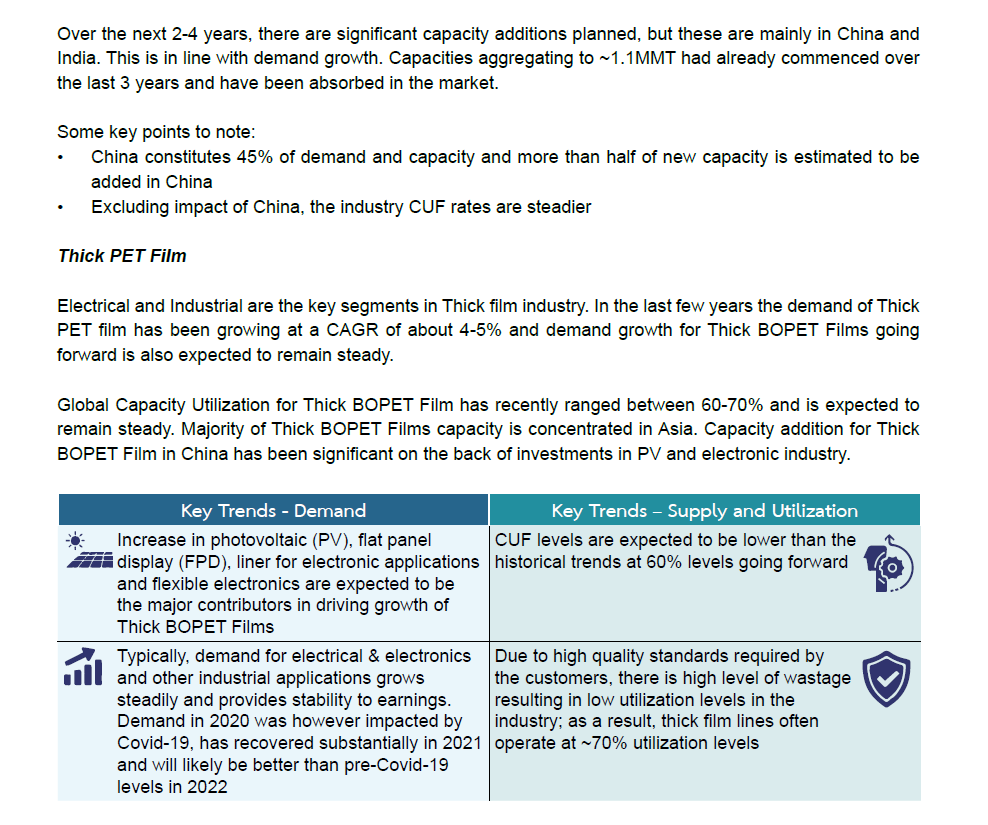 Over the next 2-4 years, there are significant capacity additions planned, but these are mainly in China and
India. This is in line with demand growth. Capacities aggregating to ~1.1MMT had already commenced over
the last 3 years and have been absorbed in the market.
Some key points to note:
• China constitutes 45% of demand and capacity and more than half of new capacity is estimated to be
added in China
• Excluding impact of China, the industry CUF rates are steadier
Thick PET Film
Electrical and Industrial are the key segments in Thick film industry. In the last few years the demand of Thick
PET film has been growing at a CAGR of about 4-5% and demand growth for Thick BOPET Films going
forward is also expected to remain steady.
Global Capacity Utilization for Thick BOPET Film has recently ranged between 60-70% and is expected to
remain steady. Majority of Thick BOPET Films capacity is concentrated in Asia. Capacity addition for Thick
BOPET Film in China has been significant on the back of investments in PV and electronic industry.
Key Trends - Demand
Key Trends – Supply and Utilization
Increase in photovoltaic (PV), flat panel
display (FPD), liner for electronic applications
and flexible electronics are expected to be
the major contributors in driving growth of
Thick BOPET Films
CUF levels are expected to be lower than the
historical trends at 60% levels going forward
Typically, demand for electrical & electronics
and other industrial applications grows
steadily and provides stability to earnings.
Demand in 2020 was however impacted by
Covid-19, has recovered substantially in 2021
and will likely be better than pre-Covid-19
levels in 2022
Due to high quality standards required by
the customers, there is high level of wastage
resulting in low utilization levels in the
industry; as a result, thick film lines often
operate at ~70% utilization levels